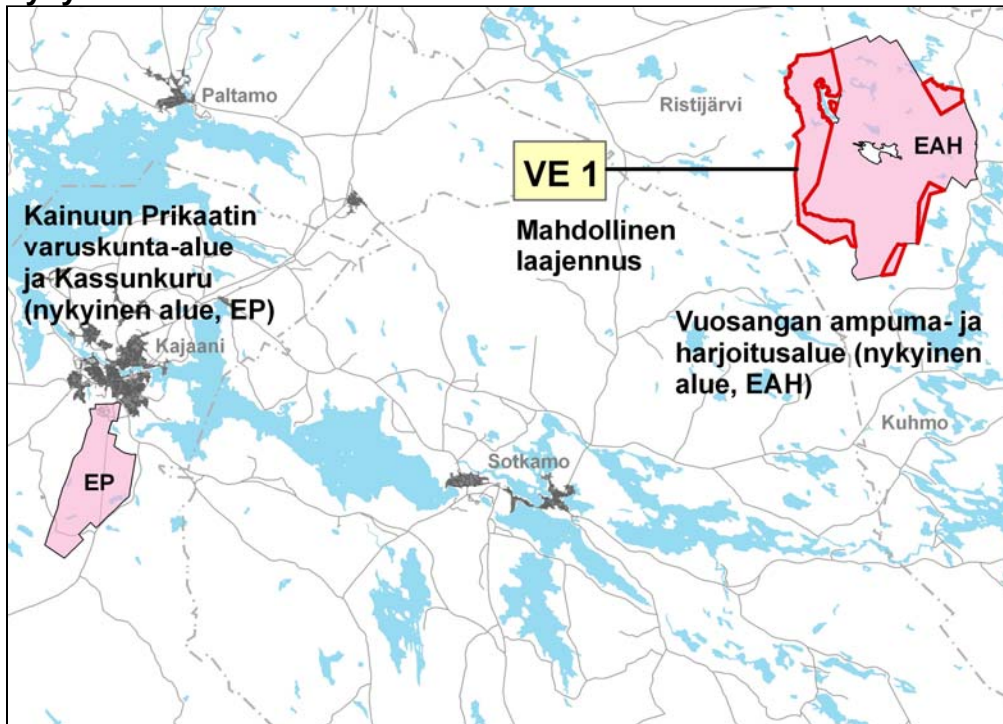 Paltamo
Ristijärvi
EAH
VE 1
Kainuun Prikaatin
varuskunta-alue
ja Kassunkuru
(nykyinen alue, EP)
Mahdollinen
laajennus
Kajaani
Vuosangan ampuma- ja
harjoitusalue (nykyinen
alue, EAH)
Kuhmo
Sotkamo
EP